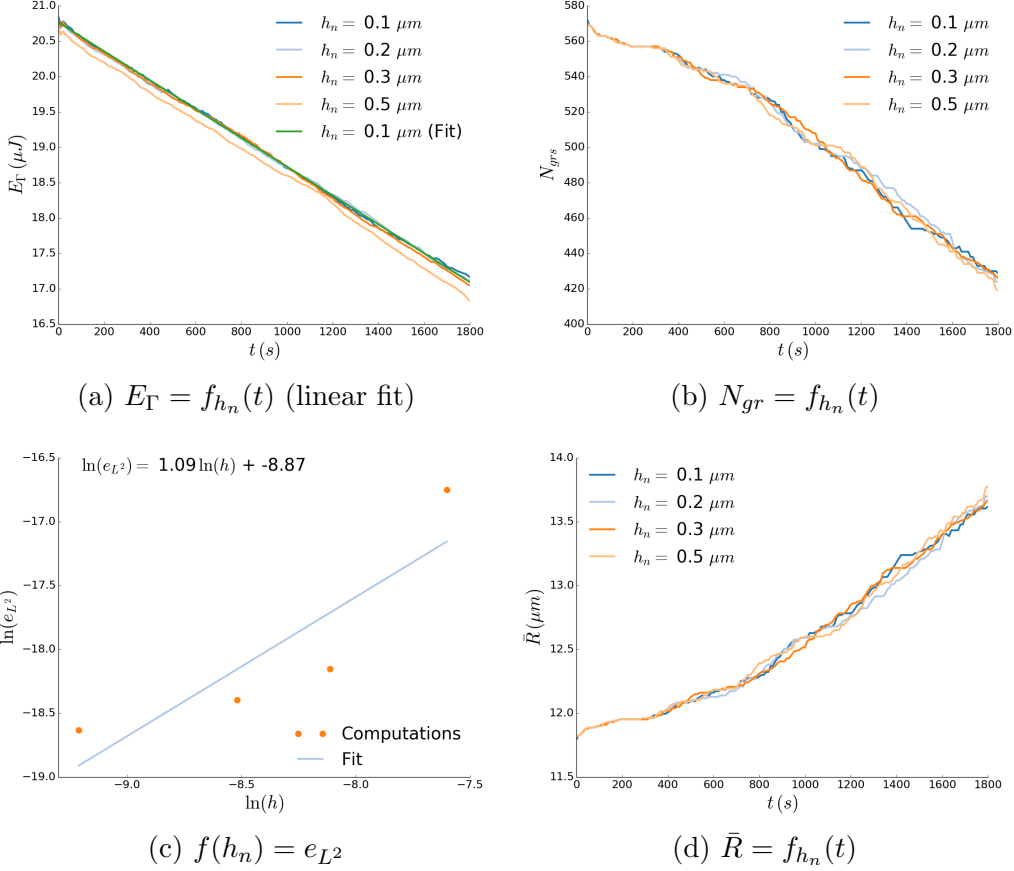 21.0
20.5
20.0
19.5
19.0
18.5
18.0
17.5
17.0
16.5
0 200 400 600 800 1000 1200 1400 1600 1800
E_Γ (μJ)
t (s)
h_n = 0.1 μm
h_n = 0.2 μm
h_n = 0.3 μm
h_n = 0.5 μm
h_n = 0.1 μm (Fit)
(a) E_Γ = f_{h_n}(t) (linear fit)
580
560
540
520
500
480
460
440
420
400
0 200 400 600 800 1000 1200 1400 1600 1800
N_{grs}
t (s)
h_n = 0.1 μm
h_n = 0.2 μm
h_n = 0.3 μm
h_n = 0.5 μm
(b) N_{gr} = f_{h_n}(t)
−16.5
−17.0
−17.5
−18.0
−18.5
−19.0
−9.0 −8.5 −8.0 −7.5
ln(e_{L^2})
ln(h)
ln(e_{L^2}) = 1.09 ln(h) + -8.87
Computations
Fit
(c) f(h_n) = e_{L^2}
14.0
13.5
13.0
12.5
12.0
11.5
0 200 400 600 800 1000 1200 1400 1600 1800
R̄ (μm)
t (s)
h_n = 0.1 μm
h_n = 0.2 μm
h_n = 0.3 μm
h_n = 0.5 μm
(d) R̄ = f_{h_n}(t)